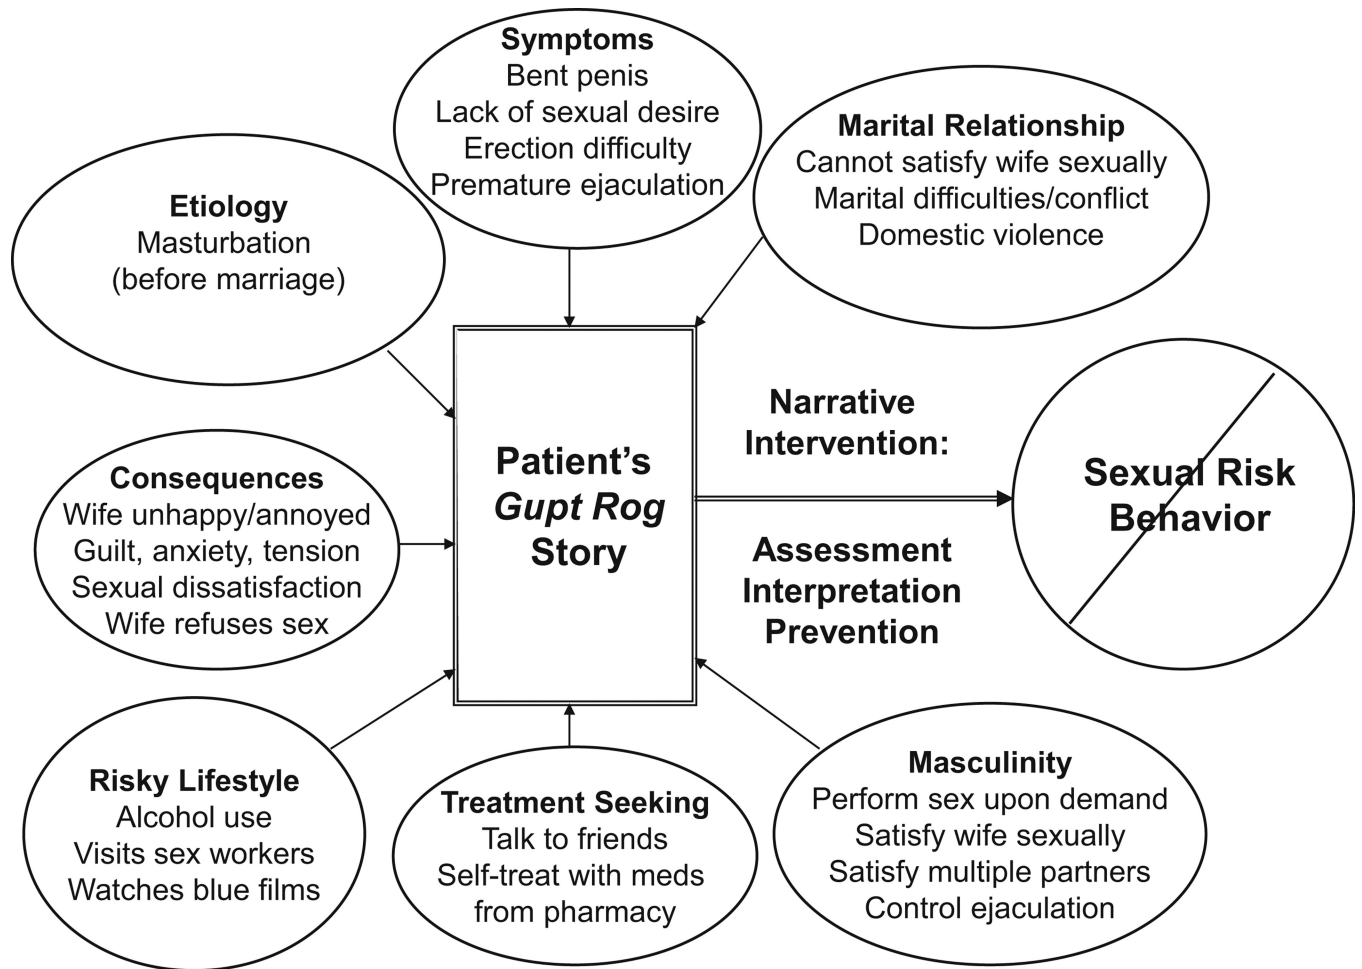 Symptoms
Bent penis
Lack of sexual desire
Erection difficulty
Premature ejaculation
Marital Relationship
Cannot satisfy wife sexually
Marital difficulties/conflict
Domestic violence
Etiology
Masturbation
(before marriage)
Narrative
Intervention:
Patient’s
Gupt Rog
Story
Sexual Risk
Behavior
Consequences
Wife unhappy/annoyed
Guilt, anxiety, tension
Sexual dissatisfaction
Wife refuses sex
Assessment
Interpretation
Prevention
Risky Lifestyle
Alcohol use
Visits sex workers
Watches blue films
Treatment Seeking
Talk to friends
Self-treat with meds
from pharmacy
Masculinity
Perform sex upon demand
Satisfy wife sexually
Satisfy multiple partners
Control ejaculation